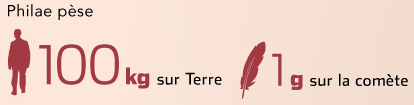 Philae pèse
100 kg sur Terre
1 g sur la comète